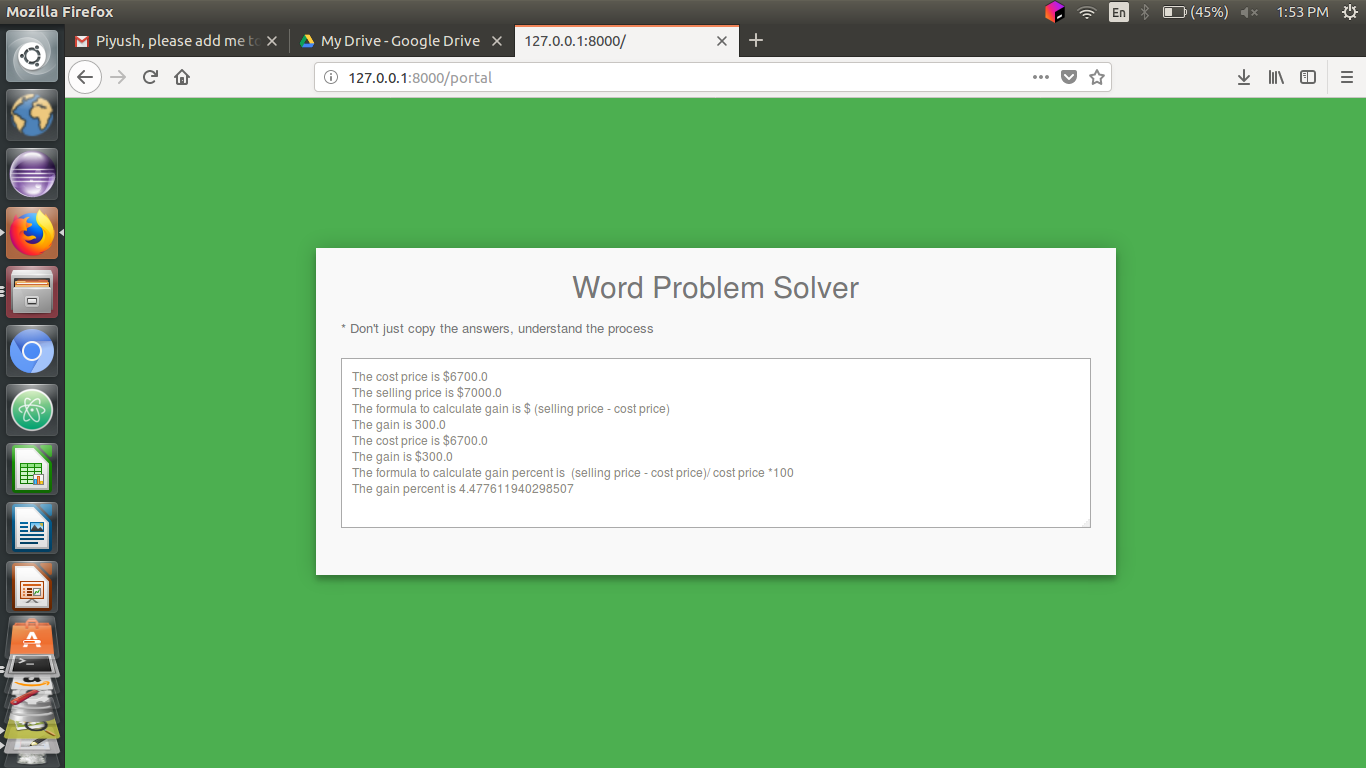 Mozilla Firefox
En
(45%)
1:53 PM
Piyush, please add me to
My Drive - Google Drive
127.0.0.1:8000/
127.0.0.1:8000/portal
Word Problem Solver
* Don't just copy the answers, understand the process
The cost price is $6700.0
The selling price is $7000.0
The formula to calculate gain is $ (selling price - cost price)
The gain is 300.0
The cost price is $6700.0
The gain is $300.0
The formula to calculate gain percent is  (selling price - cost price)/ cost price *100
The gain percent is 4.477611940298507